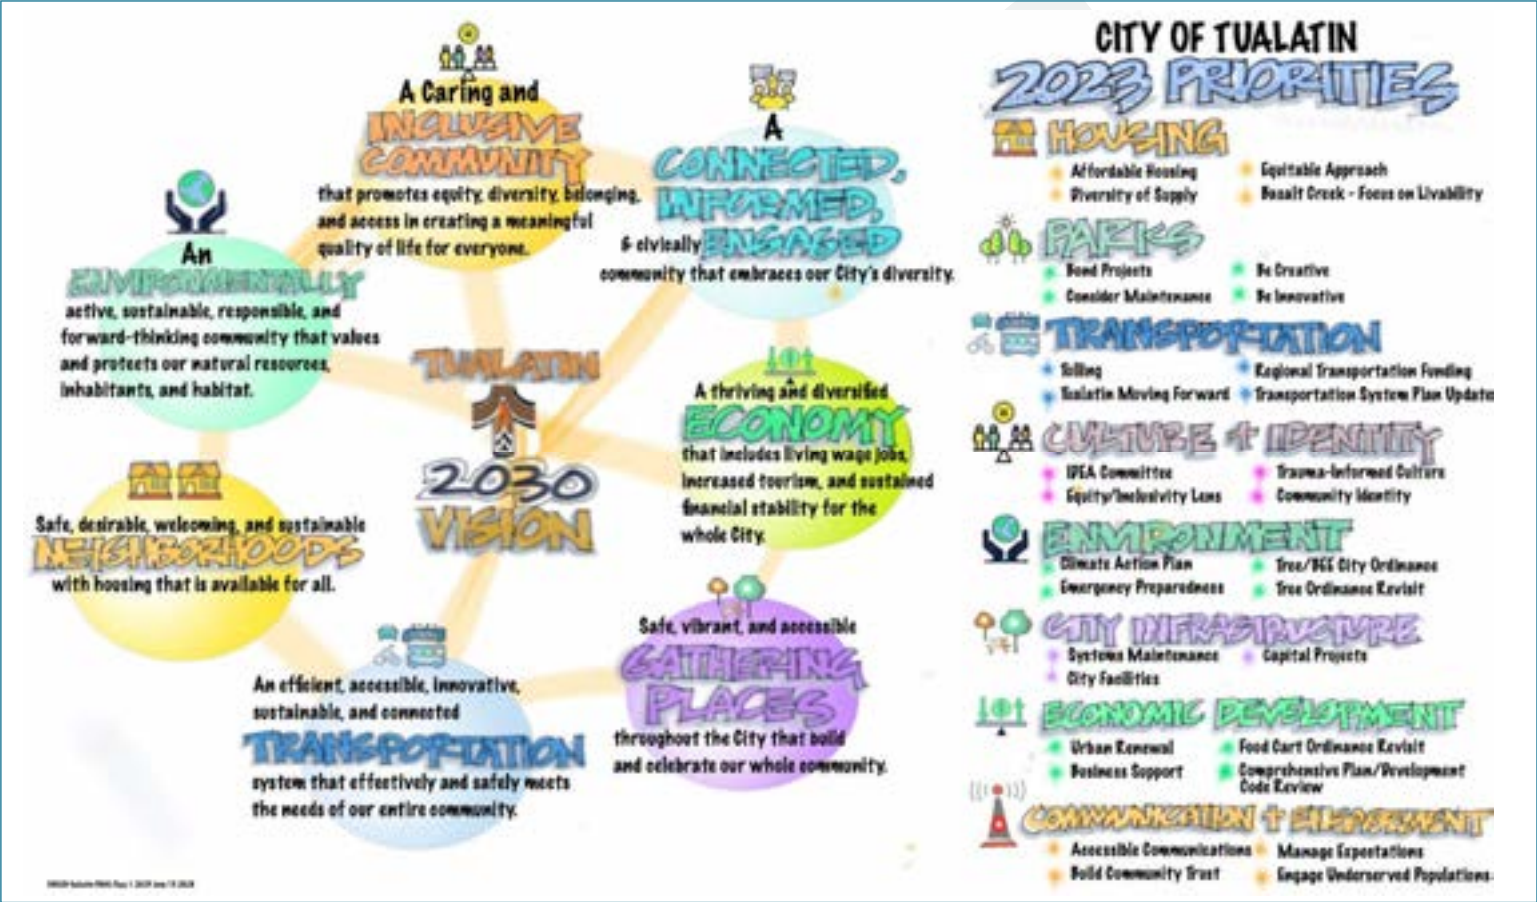 A Caring and
INCLUSIVE
COMMUNITY
that promotes equity, diversity, belonging,
and access in creating a meaningful
quality of life for everyone.
A
CONNECTED,
INFORMED,
& civically ENGAGED
community that embraces our City's diversity.
An
ENVIRONMENTALLY
active, sustainable, responsible, and
forward-thinking community that values
and protects our natural resources,
inhabitants, and habitat.
TUALATIN
2030
VISION
A thriving and diversified
ECONOMY
that includes living wage jobs,
increased tourism, and sustained
financial stability for the
whole City.
Safe, desirable, welcoming, and sustainable
NEIGHBORHOODS
with housing that is available for all.
An efficient, accessible, innovative,
sustainable, and connected
TRANSPORTATION
system that effectively and safely meets
the needs of our entire community.
Safe, vibrant, and accessible
GATHERING
PLACES
throughout the City that build
and celebrate our whole community.
CITY OF TUALATIN
2023 PRIORITIES
HOUSING
Affordable Housing
Diversity of Supply
Equitable Approach
Basalt Creek - Focus on Livability
PARKS
Bond Projects
Consider Maintenance
Be Creative
Be Innovative
TRANSPORTATION
Tolling
Tualatin Moving Forward
Regional Transportation Funding
Transportation System Plan Update
CULTURE + IDENTITY
IDEA Committee
Equity/Inclusivity Lens
Trauma-Informed Culture
Community Identity
ENVIRONMENT
Climate Action Plan
Emergency Preparedness
Tree/BEE City Ordinance
Tree Ordinance Revisit
CITY INFRASTRUCTURE
Systems Maintenance
City Facilities
Capital Projects
ECONOMIC DEVELOPMENT
Urban Renewal
Business Support
Food Cart Ordinance Revisit
Comprehensive Plan/Development
Code Review
COMMUNICATION +
Accessible Communications
Build Community Trust
Manage Expectations
Engage Underserved Populations